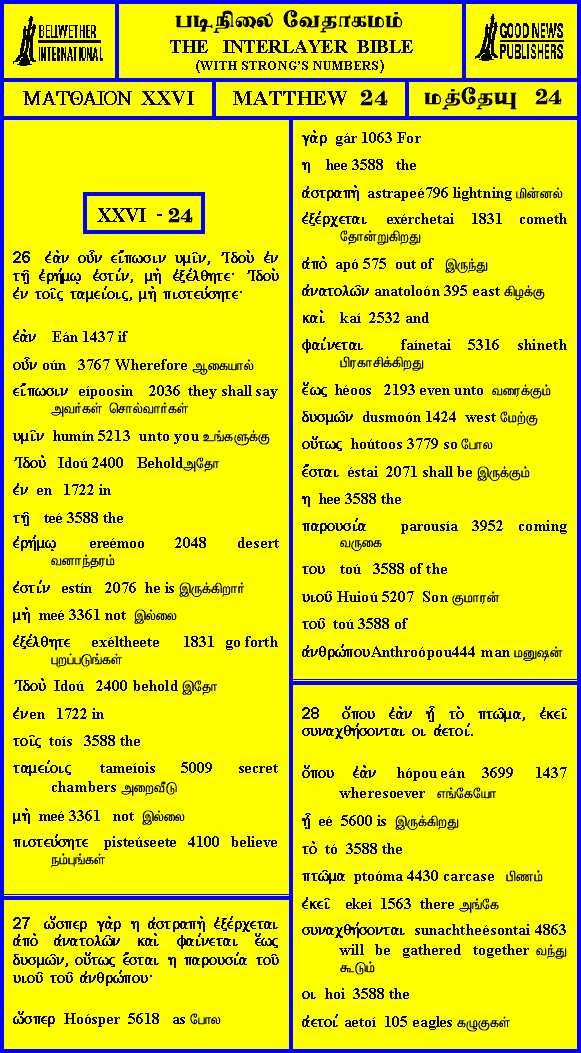 BELLWETHER
INTERNATIONAL
படிநிலை வேதாகமம்
THE INTERLAYER BIBLE
(WITH STRONG'S NUMBERS)
GOOD NEWS
PUBLISHERS
ΜΑΤΘΑΙΟΝ XXVI
MATTHEW 24
மத்தேயு 24
XXVI - 24
26 ἐὰν οὖν εἴπωσιν υμῖν, Ἰδοὺ ἐν
τῇ ἐρήμῳ ἐστίν, μὴ ἐξέλθητε· Ἰδοὺ
ἐν τοῖς ταμείοις, μὴ πιστεύσητε·
ἐὰν Eán 1437 if
οὖν oún 3767 Wherefore ஆகையால்
εἴπωσιν eípoosin 2036 they shall say
அவர்கள் சொல்வார்கள்
υμῖν humín 5213 unto you உங்களுக்கு
Ἰδοὺ Idoú 2400 Beholdஅதோ
ἐν en 1722 in
τῇ teé 3588 the
ἐρήμῳ ereémoo 2048 desert
வனாந்தரம்
ἐστίν estín 2076 he is இருக்கிறார்
μὴ meé 3361 not இல்லை
ἐξέλθητε exéltheete 1831 go forth
புறப்படுங்கள்
Ἰδοὺ Idoú 2400 behold இதோ
ἐν en 1722 in
τοῖς toís 3588 the
ταμείοις tameíois 5009 secret
chambers அறைவீடு
μὴ meé 3361 not இல்லை
πιστεύσητε pisteúseete 4100 believe
நம்புங்கள்
27 ὥσπερ γὰρ η ἀστραπὴ ἐξέρχεται
ἀπὸ ἀνατολῶν καὶ φαίνεται ἕως
δυσμῶν, οὕτως ἔσται η παρουσία τοῦ
υιοῦ τοῦ ἀνθρώπου·
ὥσπερ Hoósper 5618 as போல
γὰρ gár 1063 For
η hee 3588 the
ἀστραπὴ astrapeé 796 lightning மின்னல்
ἐξέρχεται exérchetai 1831 cometh
தோன்றுகிறது
ἀπὸ apó 575 out of இருந்து
ἀνατολῶν anatoloón 395 east கிழக்கு
καὶ kaí 2532 and
φαίνεται faínetai 5316 shineth
பிரகாசிக்கிறது
ἕως héoos 2193 even unto வரைக்கும்
δυσμῶν dusmoón 1424 west மேற்கு
οὕτως hoútoos 3779 so போல
ἔσται éstai 2071 shall be இருக்கும்
η hee 3588 the
παρουσία parousía 3952 coming
வருகை
του toú 3588 of the
υιοῦ Huioú 5207 Son குமாரன்
τοῦ toú 3588 of
ἀνθρώπου Anthroópou 444 man மனுஷன்
28 ὅπου ἐὰν ᾖ τὸ πτῶμα, ἐκεῖ
συναχθήσονται οι ἀετοί.
ὅπου ἐὰν hópou eán 3699 1437
wheresoever எங்கேயோ
ᾖ eé 5600 is இருக்கிறது
τὸ tó 3588 the
πτῶμα ptoóma 4430 carcase பிணம்
ἐκεῖ ekeí 1563 there அங்கே
συναχθήσονται sunachtheésontai 4863
will be gathered together வந்து
கூடும்
οι hoi 3588 the
ἀετοί aetoí 105 eagles கழுகுகள்